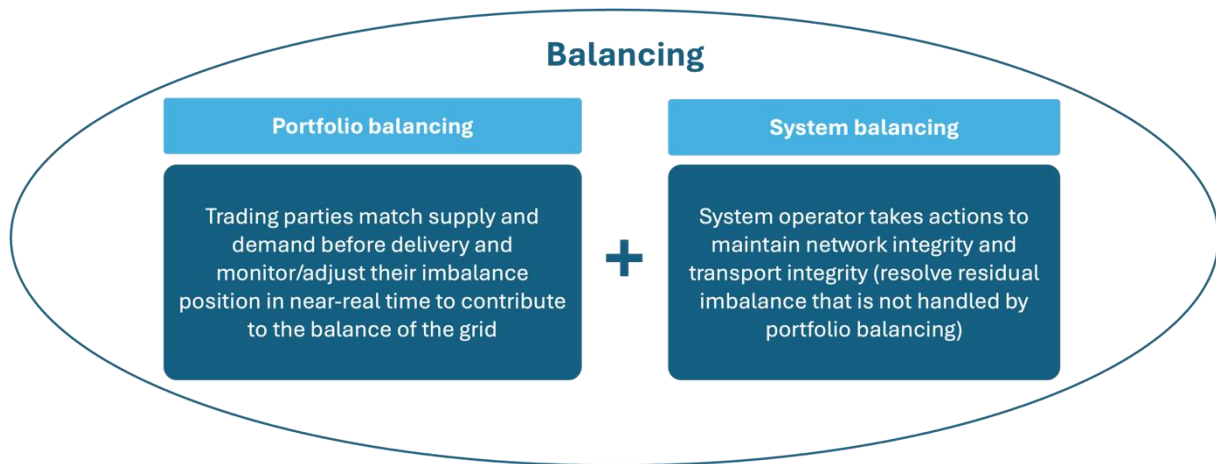 Balancing
Portfolio balancing
Trading parties match supply and
demand before delivery and
monitor/adjust their imbalance
position in near-real time to contribute
to the balance of the grid
+
System balancing
System operator takes actions to
maintain network integrity and
transport integrity (resolve residual
imbalance that is not handled by
portfolio balancing)